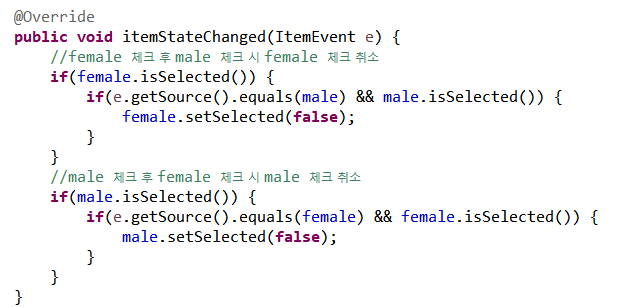 @Override
public void itemStateChanged(ItemEvent e) {
    //female 체크 후 male 체크 시 female 체크 취소
    if(female.isSelected()) {
        if(e.getSource().equals(male) && male.isSelected()) {
            female.setSelected(false);
        }
    }
    //male 체크 후 female 체크 시 male 체크 취소
    if(male.isSelected()) {
        if(e.getSource().equals(female) && female.isSelected()) {
            male.setSelected(false);
        }
    }
}